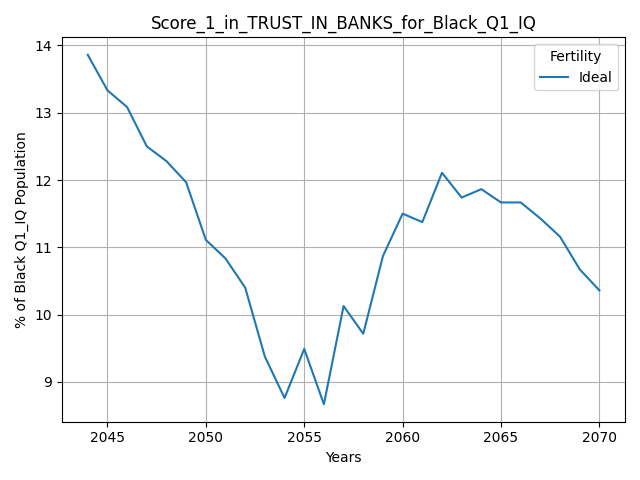 Score_1_in_TRUST_IN_BANKS_for_Black_Q1_IQ
Fertility
Ideal
% of Black Q1_IQ Population
14
13
12
11
10
9
2045 2050 2055 2060 2065 2070
Years